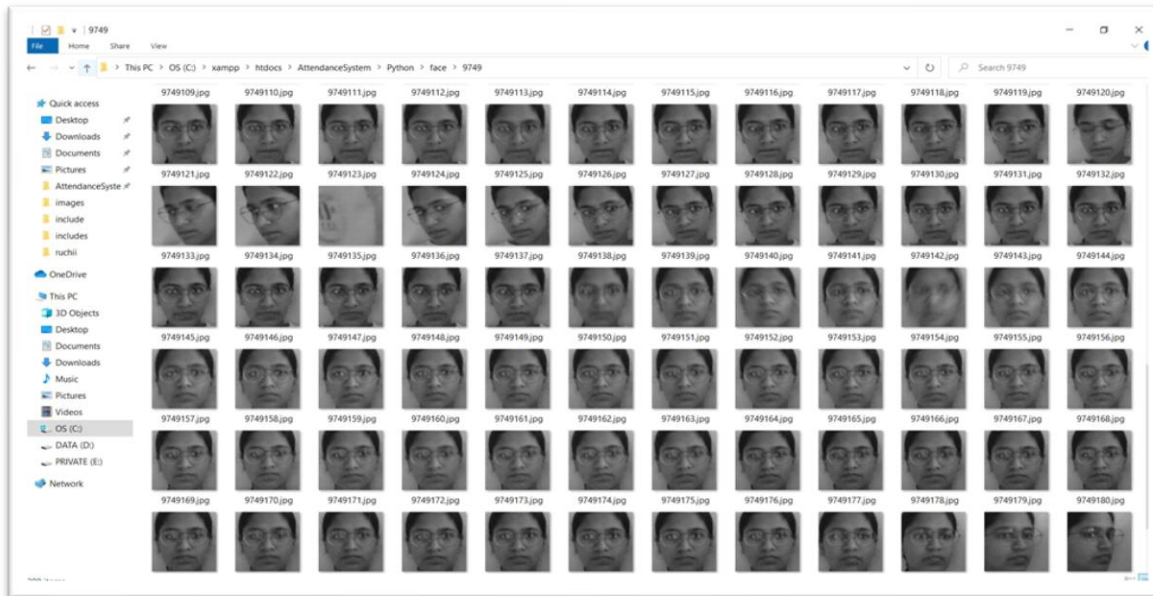 9749
File Home Share View
This PC > OS (C:) > xampp > htdocs > AttendanceSystem > Python > face > 9749
Search 9749
Quick access
Desktop
Downloads
Documents
Pictures
AttendanceSyste
images
include
includes
ruchii
OneDrive
This PC
3D Objects
Desktop
Documents
Downloads
Music
Pictures
Videos
OS (C:)
DATA (D:)
PRIVATE (E:)
Network
9749109.jpg 9749110.jpg 9749111.jpg 9749112.jpg 9749113.jpg 9749114.jpg 9749115.jpg 9749116.jpg 9749117.jpg 9749118.jpg 9749119.jpg 9749120.jpg
9749121.jpg 9749122.jpg 9749123.jpg 9749124.jpg 9749125.jpg 9749126.jpg 9749127.jpg 9749128.jpg 9749129.jpg 9749130.jpg 9749131.jpg 9749132.jpg
9749133.jpg 9749134.jpg 9749135.jpg 9749136.jpg 9749137.jpg 9749138.jpg 9749139.jpg 9749140.jpg 9749141.jpg 9749142.jpg 9749143.jpg 9749144.jpg
9749145.jpg 9749146.jpg 9749147.jpg 9749148.jpg 9749149.jpg 9749150.jpg 9749151.jpg 9749152.jpg 9749153.jpg 9749154.jpg 9749155.jpg 9749156.jpg
9749157.jpg 9749158.jpg 9749159.jpg 9749160.jpg 9749161.jpg 9749162.jpg 9749163.jpg 9749164.jpg 9749165.jpg 9749166.jpg 9749167.jpg 9749168.jpg
9749169.jpg 9749170.jpg 9749171.jpg 9749172.jpg 9749173.jpg 9749174.jpg 9749175.jpg 9749176.jpg 9749177.jpg 9749178.jpg 9749179.jpg 9749180.jpg